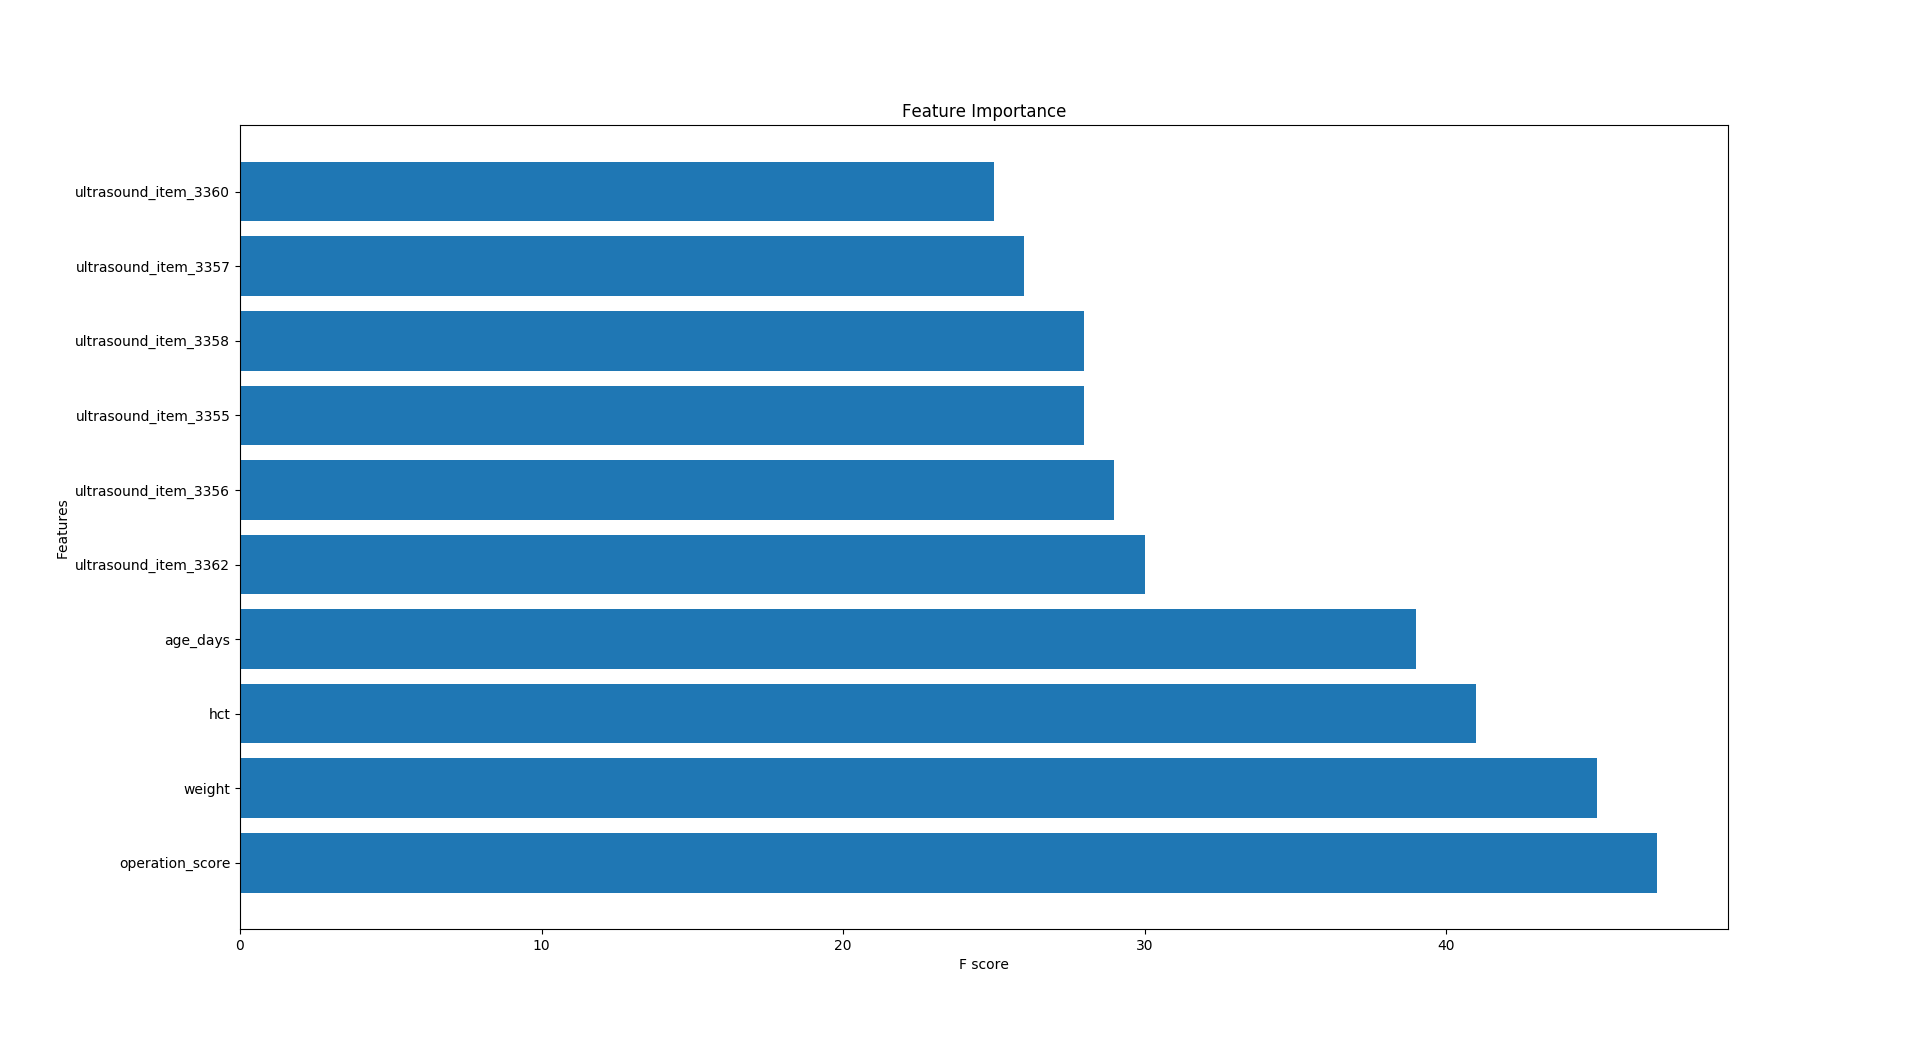 Feature Importance
ultrasound_item_3360
ultrasound_item_3357
ultrasound_item_3358
ultrasound_item_3355
ultrasound_item_3356
Features
ultrasound_item_3362
age_days
hct
weight
operation_score
0 10 20 30 40
F score